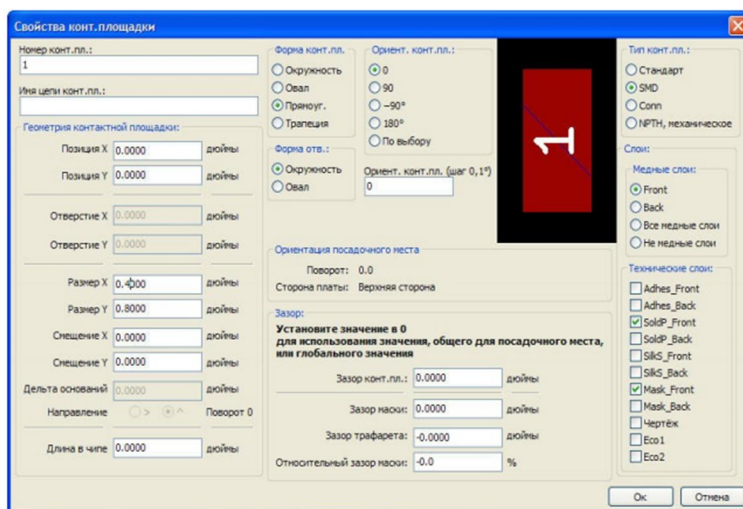 Свойства конт.площадки
Номер конт.пл.:
1
Имя цепи конт.пл.:
Геометрия контактной площадки:
Позиция X 0.0000 дюймы
Позиция Y 0.0000 дюймы
Отверстие X 0.0000 дюймы
Отверстие Y 0.0000 дюймы
Размер X 0.4000 дюймы
Размер Y 0.8000 дюймы
Смещение X 0.0000 дюймы
Смещение Y 0.0000 дюймы
Дельта оснований 0.0000 дюймы
Направление > ^ Поворот 0
Длина в чипе 0.0000 дюймы
Форма конт.пл.
Окружность
Овал
Прямоуг.
Трапеция
Форма отв.:
Окружность
Овал
Ориент. конт.пл.:
0
90
-90°
180°
По выбору
Ориент. конт.пл. (шаг 0,1°)
0
1
Ориентация посадочного места
Поворот: 0.0
Сторона платы: Верхняя сторона
Зазор:
Установите значение в 0
для использования значения, общего для посадочного места,
или глобального значения
Зазор конт.пл.: 0.0000 дюймы
Зазор маски: 0.0000 дюймы
Зазор трафарета: -0.0000 дюймы
Относительный зазор маски: -0.0 %
Тип конт.пл.:
Стандарт
SMD
Conn
NPTH, механическое
Слои:
Медные слои:
Front
Back
Все медные слои
Не медные слои
Технические слои:
Adhes_Front
Adhes_Back
SoldP_Front
SoldP_Back
SilkS_Front
SilkS_Back
Mask_Front
Mask_Back
Чертёж
Eco1
Eco2
Ок Отмена